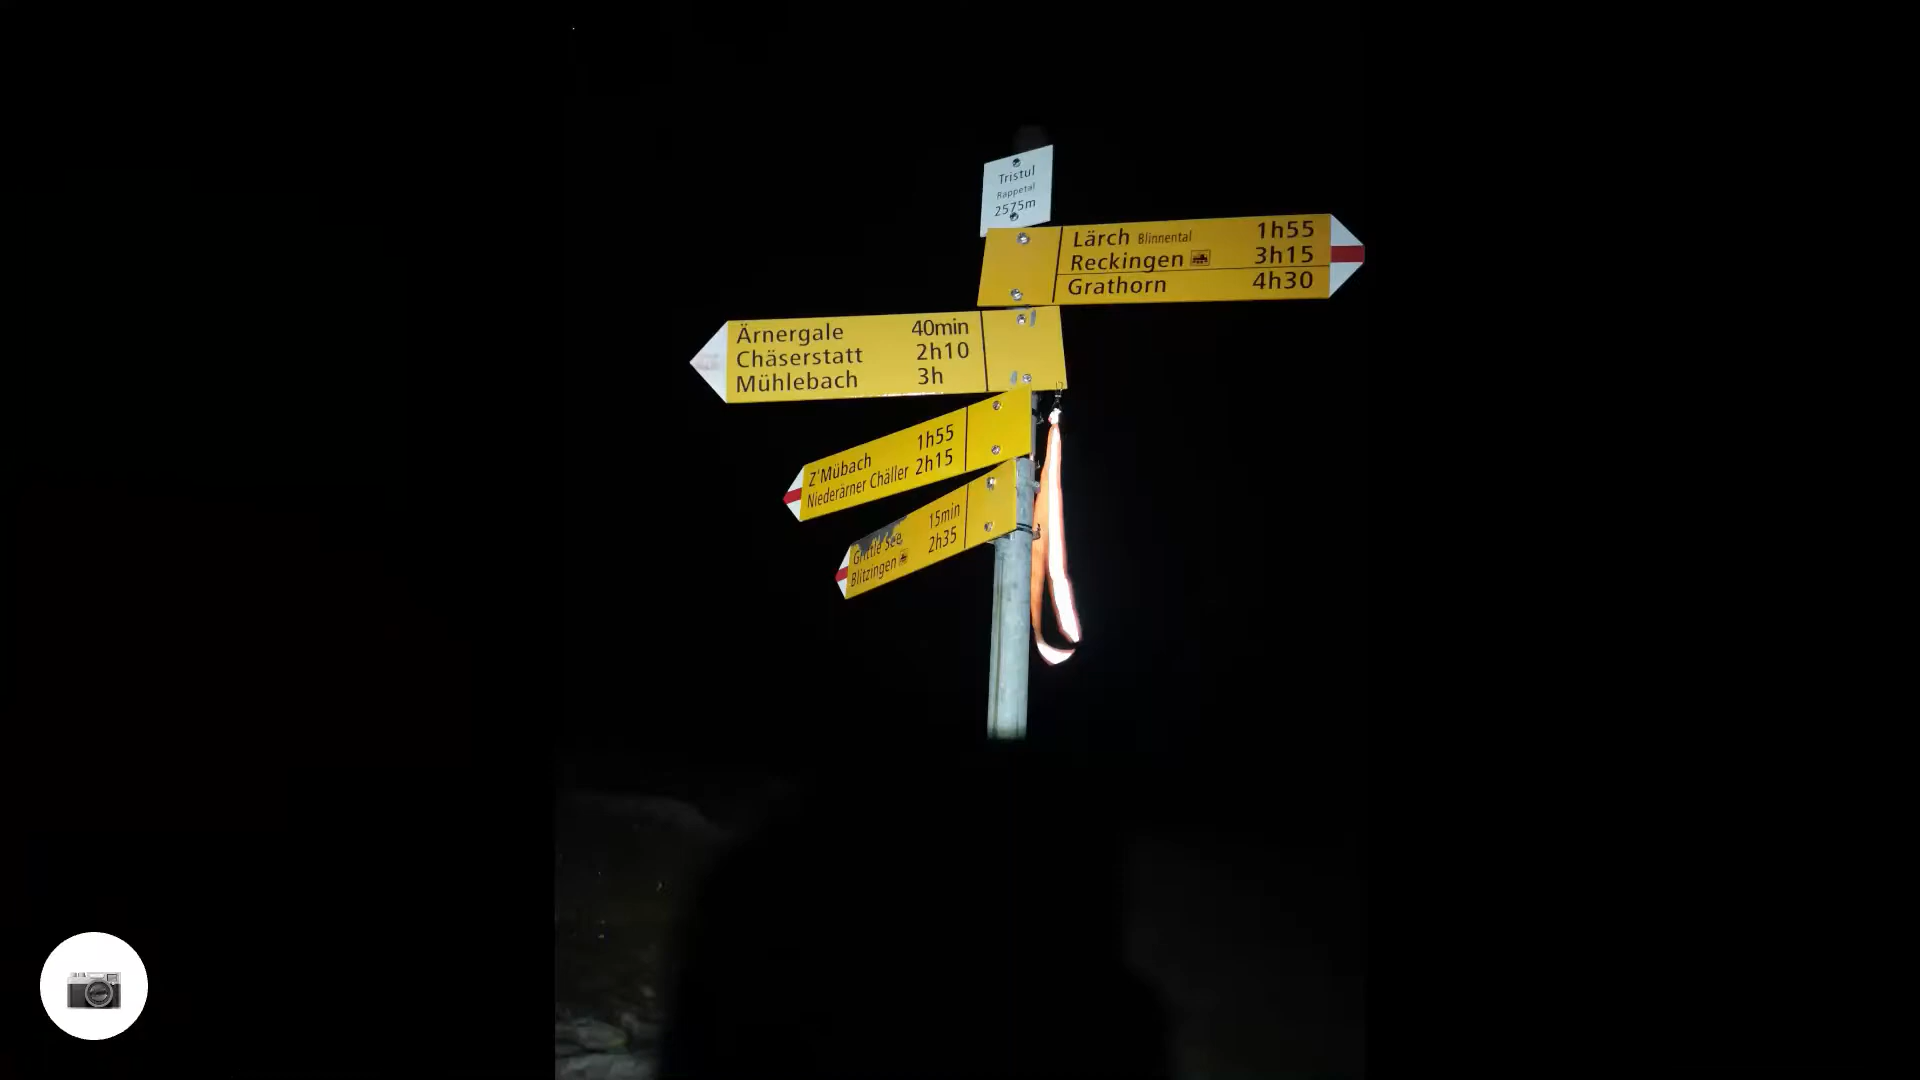 Tristul
Rappetal
2575m
Lärch Blinnental 1h55
Reckingen 3h15
Grathorn 4h30
Ärnergale 40min
Chäserstatt 2h10
Mühlebach 3h
Z'Mübach 1h55
Niederärner Chäller 2h15
Grittle See 15min
Blitzingen 2h35